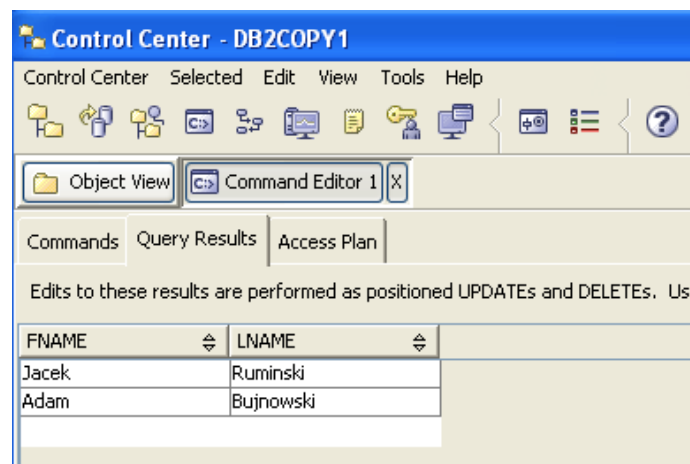 Control Center - DB2COPY1
Control Center Selected Edit View Tools Help
Object View Command Editor 1 X
Commands Query Results Access Plan
Edits to these results are performed as positioned UPDATEs and DELETEs. Us
FNAME LNAME
Jacek Ruminski
Adam Bujnowski